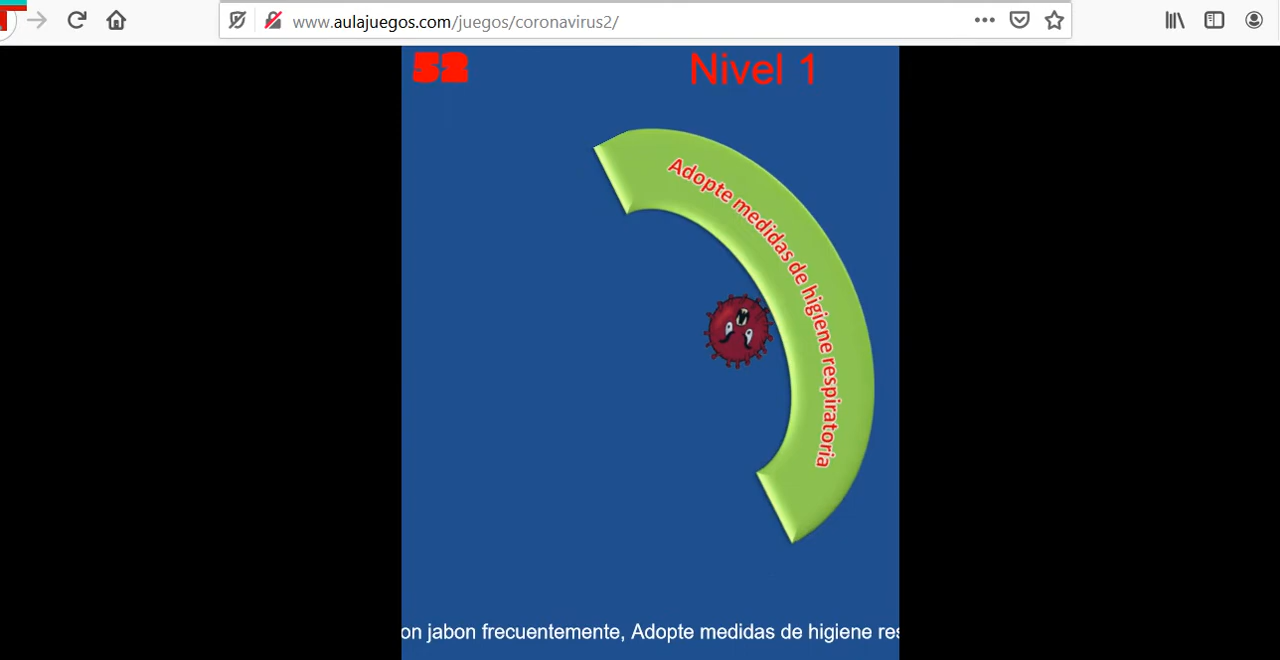 www.aulajuegos.com/juegos/coronavirus2/
52
Nivel 1
Adopte medidas de higiene respiratoria
on jabon frecuentemente, Adopte medidas de higiene res